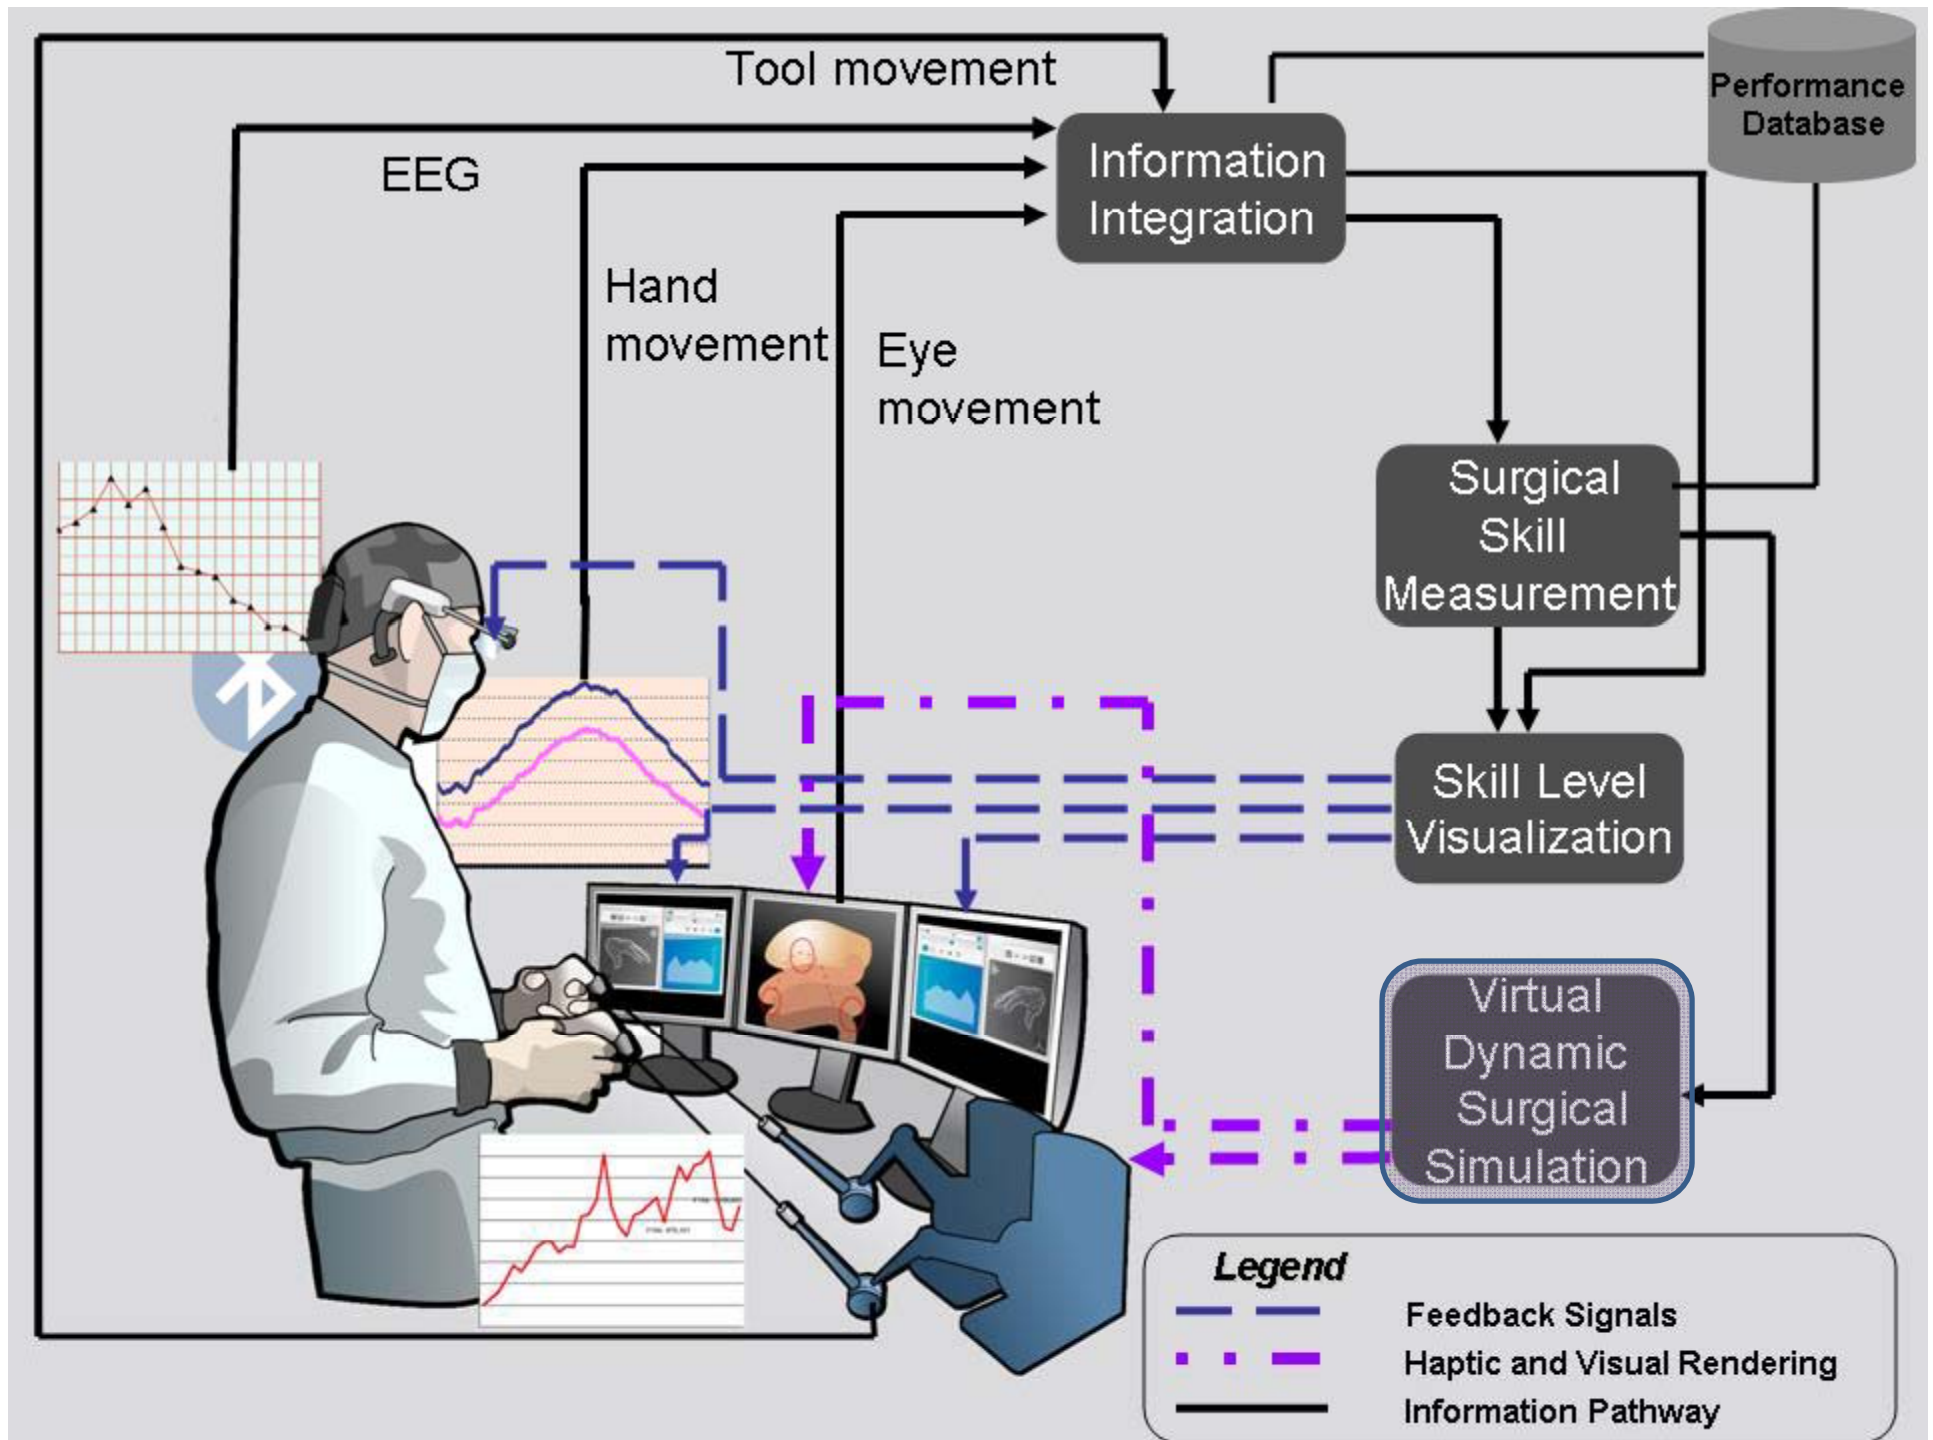 Tool movement
Performance
Database
EEG
Information
Integration
Hand
movement
Eye
movement
Surgical
Skill
Measurement
Skill Level
Visualization
Virtual
Dynamic
Surgical
Simulation
Legend
Feedback Signals
Haptic and Visual Rendering
Information Pathway